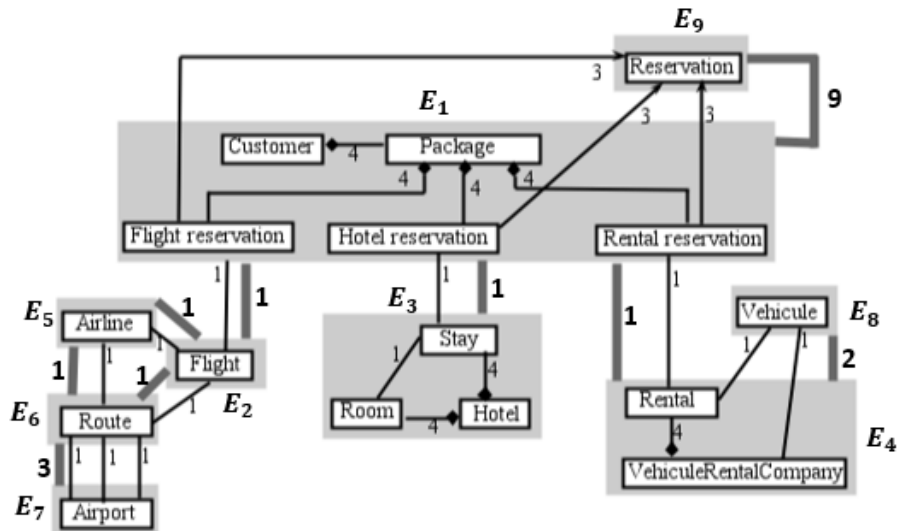 E9
Reservation
3
3
3
9
E1
Customer
4
Package
4
4
4
Flight reservation
Hotel reservation
Rental reservation
1
1
1
1
1
1
E3
E5
Airline
1
1
1
Flight
E2
1
1
1
E6
Route
3
1
1
1
E7
Airport
Stay
1
4
Room
4
Hotel
Vehicule
E8
1
1
2
Rental
4
E4
VehiculeRentalCompany